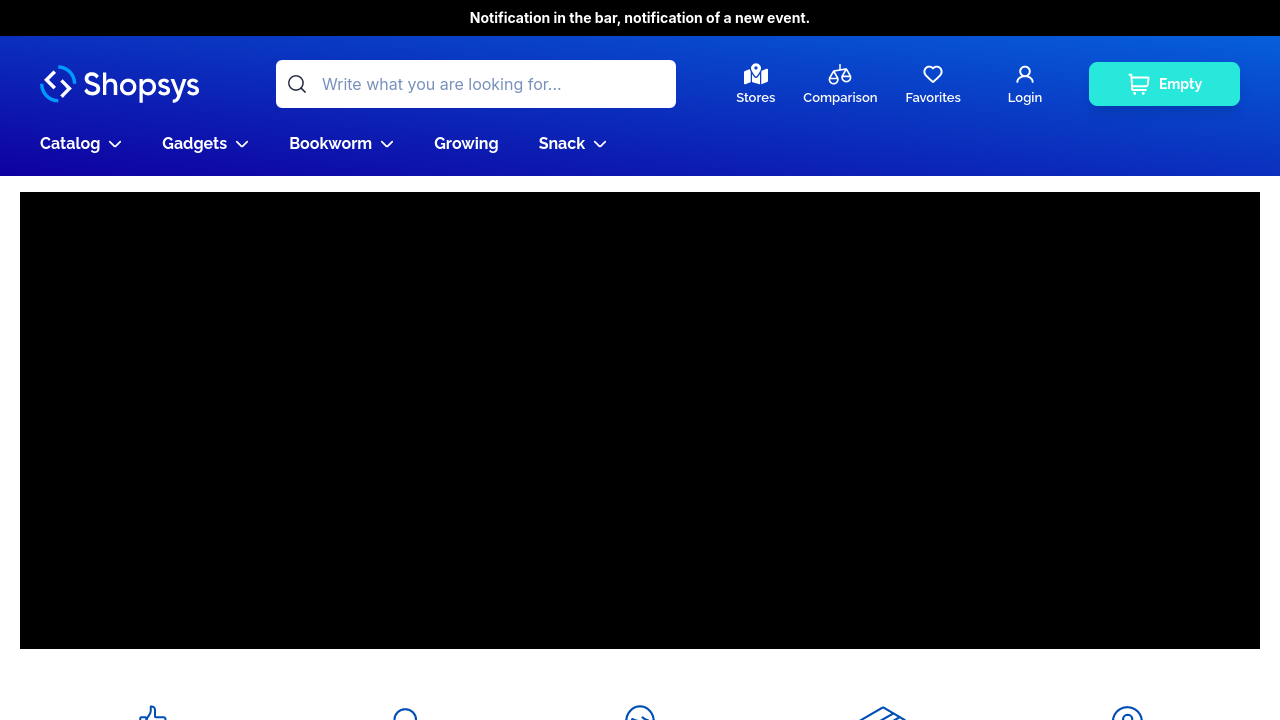 Notification in the bar, notification of a new event.
Shopsys
Write what you are looking for...
Stores
Comparison
Favorites
Login
Empty
Catalog
Gadgets
Bookworm
Growing
Snack